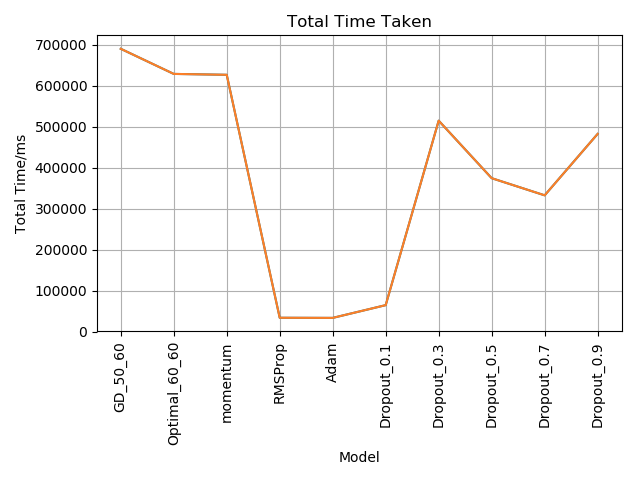 Total Time Taken
Total Time/ms
700000
600000
500000
400000
300000
200000
100000
0
GD_50_60
Optimal_60_60
momentum
RMSProp
Adam
Dropout_0.1
Dropout_0.3
Dropout_0.5
Dropout_0.7
Dropout_0.9
Model